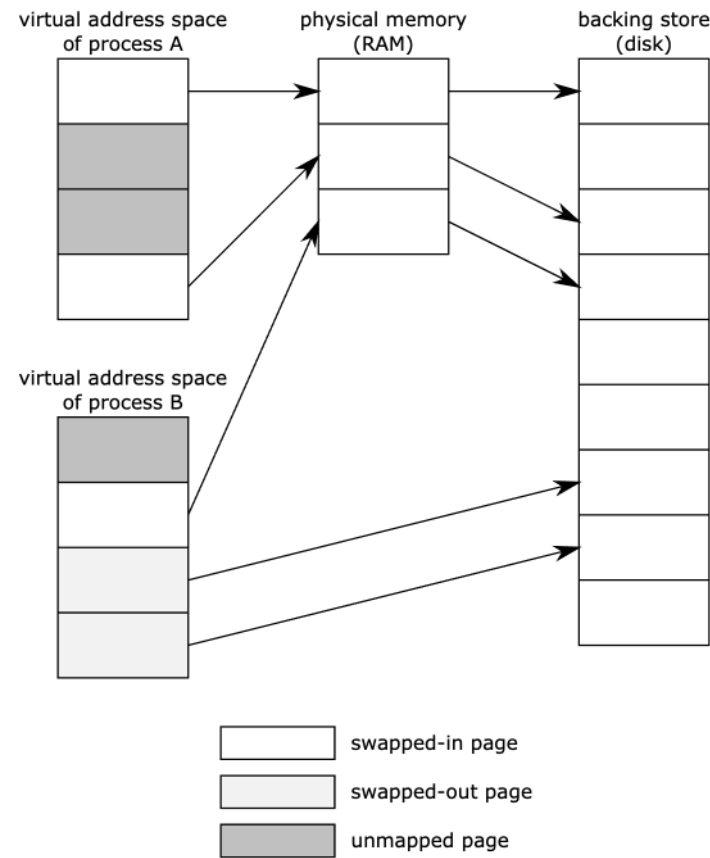 virtual address space
of process A
physical memory
(RAM)
backing store
(disk)
virtual address space
of process B
swapped-in page
swapped-out page
unmapped page